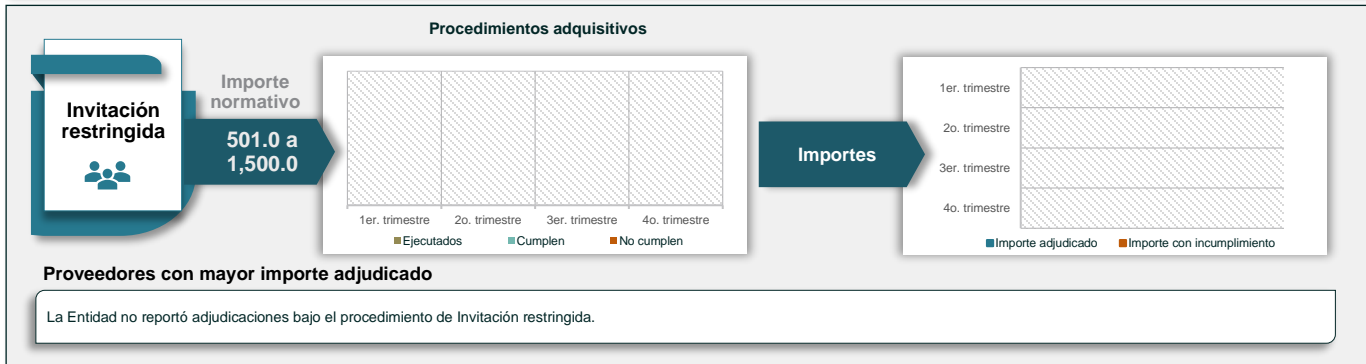 Procedimientos adquisitivos
Invitación
restringida
Importe
normativo
501.0 a
1,500.0
1er. trimestre
2o. trimestre
3er. trimestre
4o. trimestre
Ejecutados
Cumplen
No cumplen
Importes
1er. trimestre
2o. trimestre
3er. trimestre
4o. trimestre
Importe adjudicado
Importe con incumplimiento
Proveedores con mayor importe adjudicado
La Entidad no reportó adjudicaciones bajo el procedimiento de Invitación restringida.